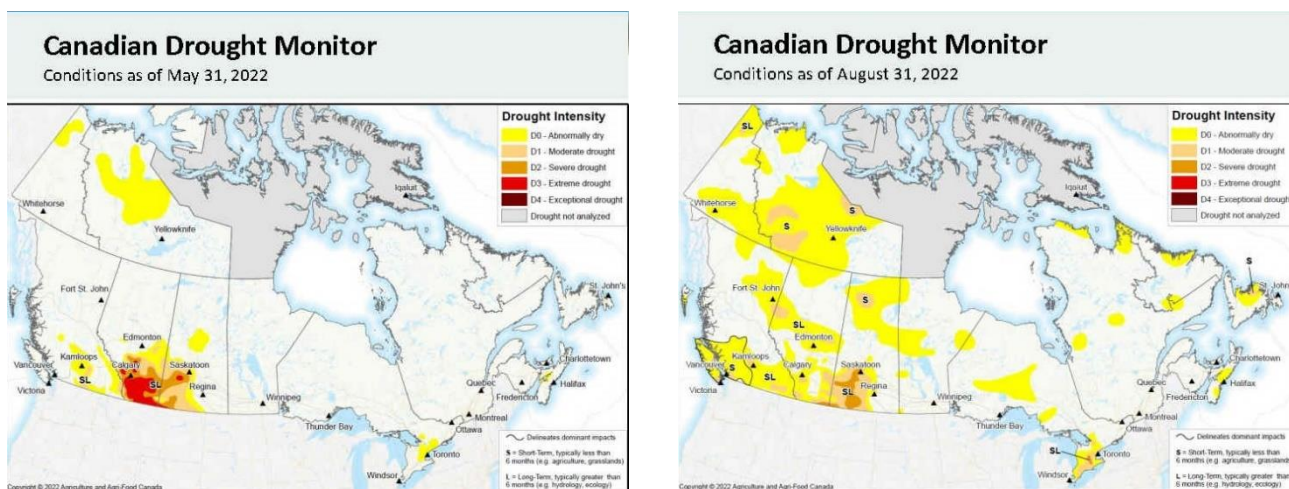 Canadian Drought Monitor
Conditions as of May 31, 2022
Drought Intensity
D0 - Abnormally dry
D1 - Moderate drought
D2 - Severe drought
D3 - Extreme drought
D4 - Exceptional drought
Drought not analyzed
Iqaluit
Whitehorse
Yellowknife
Fort St. John
St. John's
Edmonton
Kamloops
Calgary
Saskatoon
Vancouver
SL
SL
Regina
Victoria
Winnipeg
Charlottetown
Quebec
Halifax
Fredericton
Montreal
Thunder Bay
Ottawa
Toronto
Windsor
Delineates dominant impacts
S = Short-Term, typically less than
6 months (e.g. agriculture, grasslands)
L = Long-Term, typically greater than
6 months (e.g. hydrology, ecology)
Copyright © 2022 Agriculture and Agri-Food Canada
Canadian Drought Monitor
Conditions as of August 31, 2022
Drought Intensity
D0 - Abnormally dry
D1 - Moderate drought
D2 - Severe drought
D3 - Extreme drought
D4 - Exceptional drought
Drought not analyzed
SL
Iqaluit
Whitehorse
S
S
Yellowknife
S
Fort St. John
S
St. John's
SL
Edmonton
Kamloops
Calgary
Saskatoon
Vancouver
S
SL
SL
Regina
Victoria
Winnipeg
Charlottetown
Quebec
Halifax
Fredericton
Montreal
Thunder Bay
Ottawa
SL
Toronto
S
Windsor
Delineates dominant impacts
S = Short-Term, typically less than
6 months (e.g. agriculture, grasslands)
L = Long-Term, typically greater than
6 months (e.g. hydrology, ecology)
Copyright © 2022 Agriculture and Agri-Food Canada